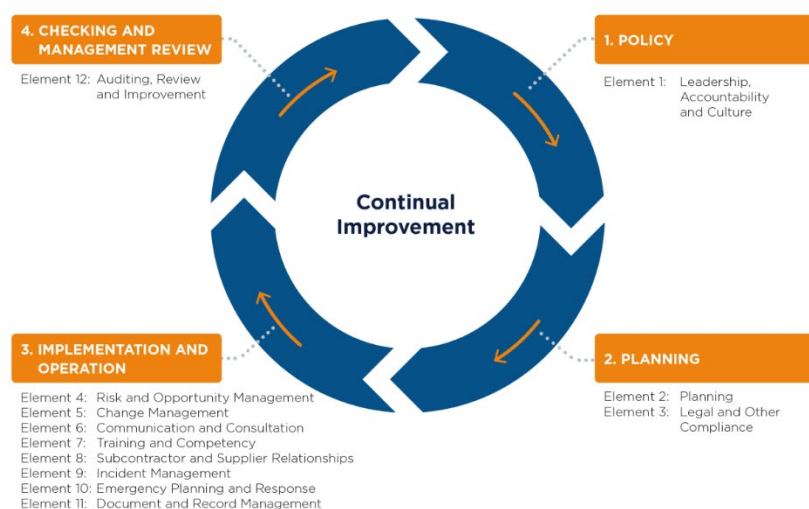 4. CHECKING AND
MANAGEMENT REVIEW
Element 12: Auditing, Review
and Improvement
1. POLICY
Element 1: Leadership,
Accountability
and Culture
Continual
Improvement
3. IMPLEMENTATION AND
OPERATION
Element 4: Risk and Opportunity Management
Element 5: Change Management
Element 6: Communication and Consultation
Element 7: Training and Competency
Element 8: Subcontractor and Supplier Relationships
Element 9: Incident Management
Element 10: Emergency Planning and Response
Element 11: Document and Record Management
2. PLANNING
Element 2: Planning
Element 3: Legal and Other
Compliance